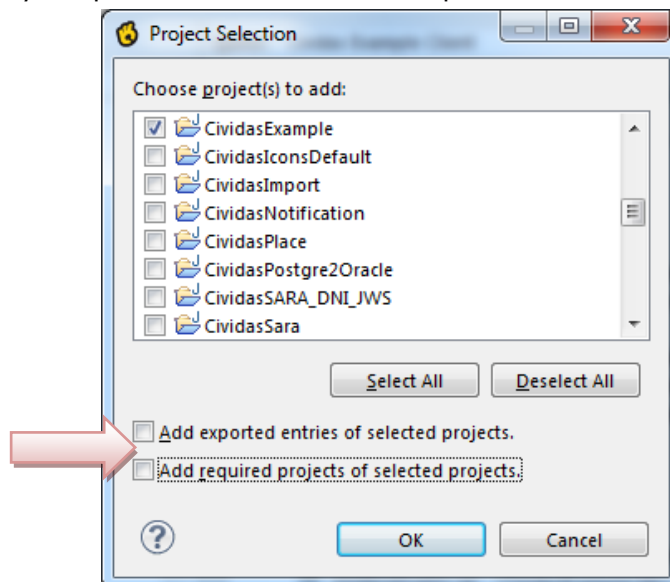 Project Selection
Choose project(s) to add:
CividasExample
CividasIconsDefault
CividasImport
CividasNotification
CividasPlace
CividasPostgre2Oracle
CividasSARA_DNI_JWS
CividasSara
Select All Deselect All
Add exported entries of selected projects.
Add required projects of selected projects.
? OK Cancel